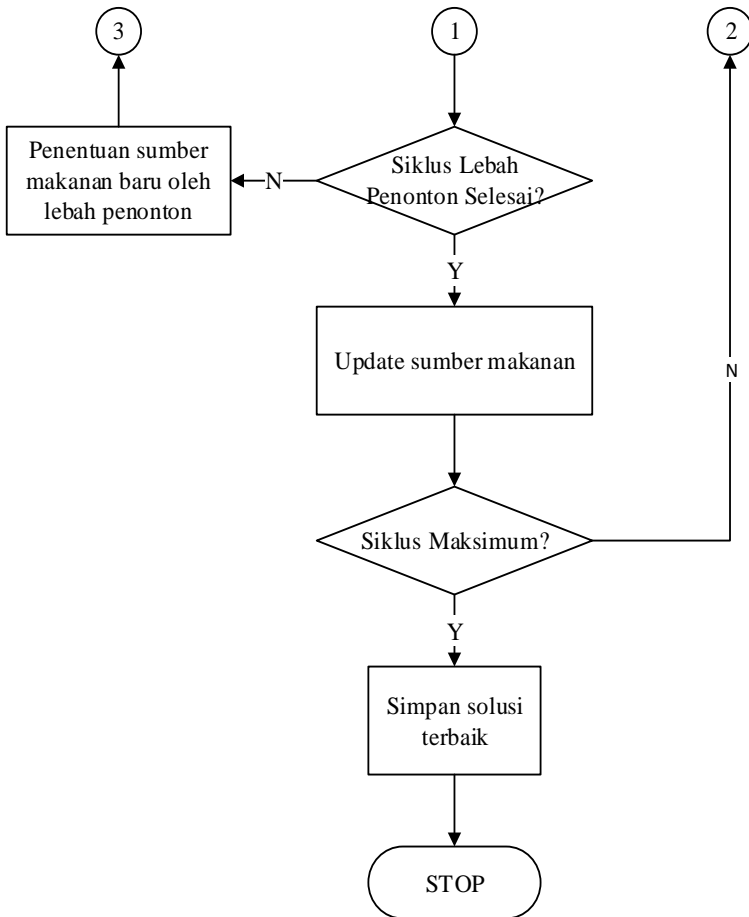 3
1
2
Penentuan sumber
makanan baru oleh
lebah penonton
N
Siklus Lebah
Penonton Selesai?
Y
Update sumber makanan
N
Siklus Maksimum?
Y
Simpan solusi
terbaik
STOP